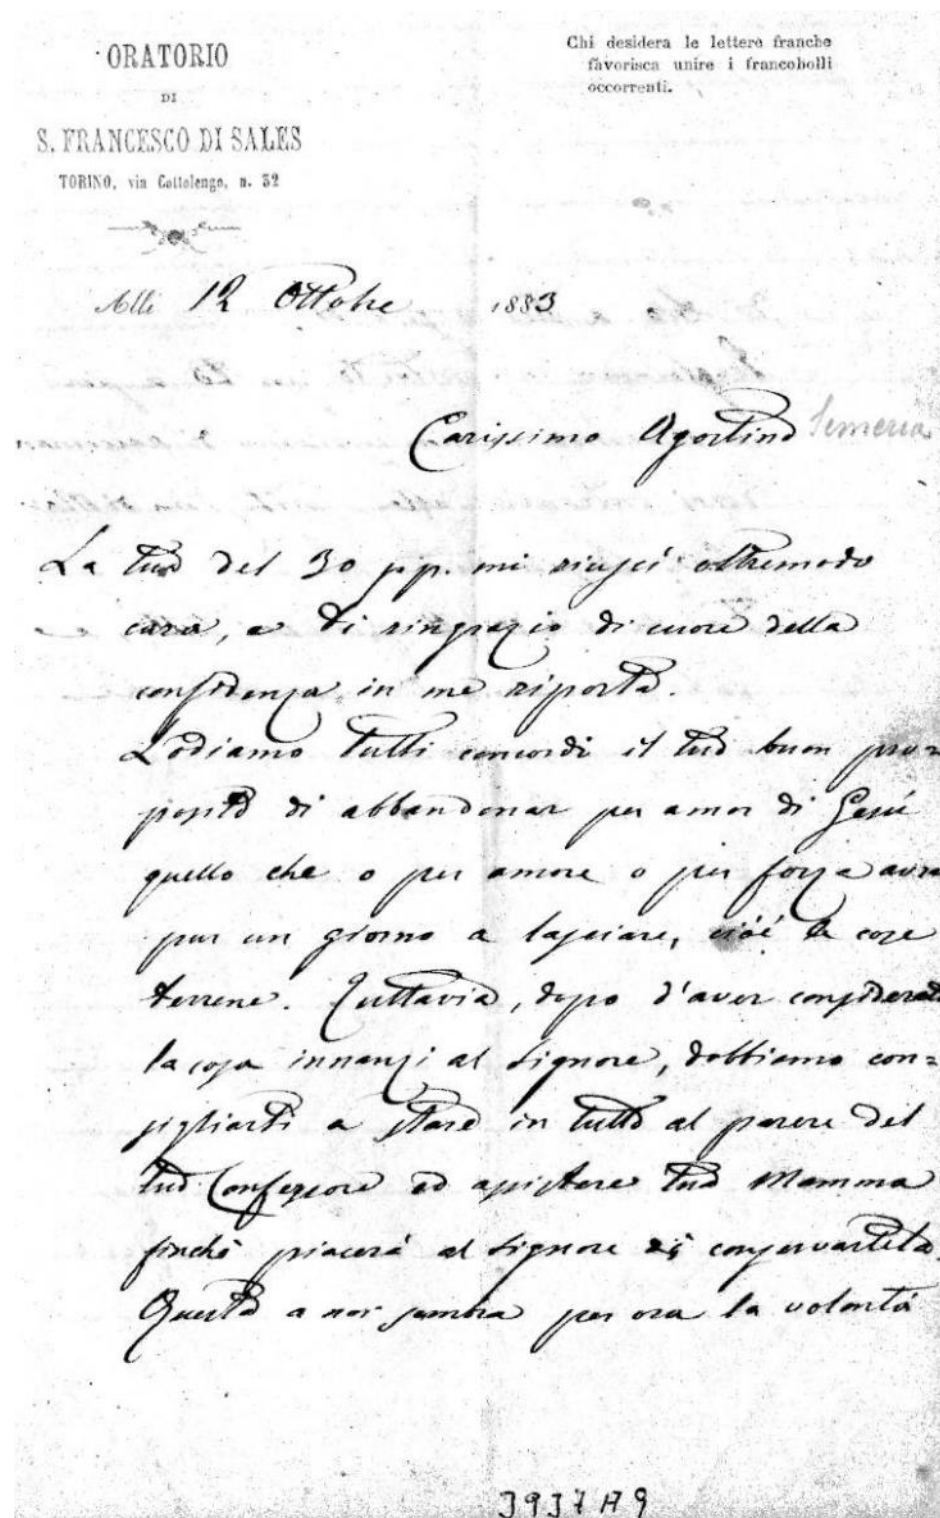 ORATORIO
DI
S. FRANCESCO DI SALES
TORINO, via Cottolengo, n. 32
Chi desidera le lettere franche
favorisca unire i francobolli
occorrenti.
Alli 12 Ottobre 1883
Carissimo Agostino Semeria
La tua del 30 pp. mi riuscì oltremodo
cara, e ti ringrazio di cuore della
confidenza in me riposta.
Lodiamo tutti concordi il tuo buon pro=
posito di abbandonar per amor di Gesù
quello che o per amore o per forza avra
pur un giorno a lasciare, cioè le cose
terrene. Tuttavia, dopo d'aver considerato
la cosa innanzi al Signore, dobbiamo con=
sigliarti a stare in tutto al parere del
tuo Confessore ed assistere tua Mamma
finchè piacerà al Signore di conservartela.
Questa a noi sembra per ora la volontà
3937A9